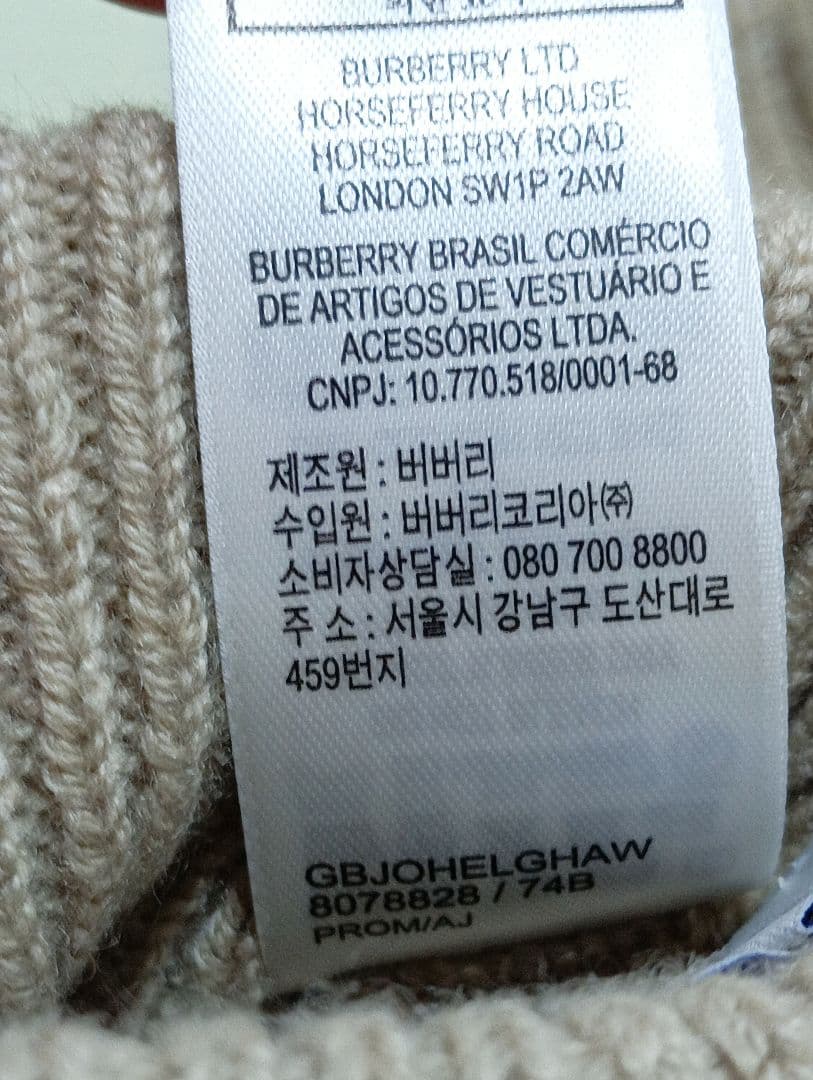 BURBERRY LTD
HORSEFERRY HOUSE
HORSEFERRY ROAD
LONDON SW1P 2AW
BURBERRY BRASIL COMÉRCIO
DE ARTIGOS DE VESTUÁRIO E
ACESSÓRIOS LTDA.
CNPJ: 10.770.518/0001-68
제조원 : 버버리
수입원 : 버버리코리아(주)
소비자상담실 : 080 700 8800
주 소 : 서울시 강남구 도산대로
459번지
GBJOHELGHAW
8078828 / 74B
PROM/AJ